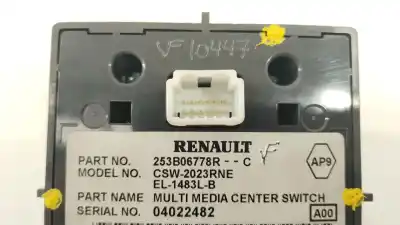 VF10447
RENAULT
PART NO. 253B06778R - - C
MODEL NO. CSW-2023RNE
EL-1483L-B
PART NAME MULTI MEDIA CENTER SWITCH
SERIAL NO. 04022482
AP9
VF
A00